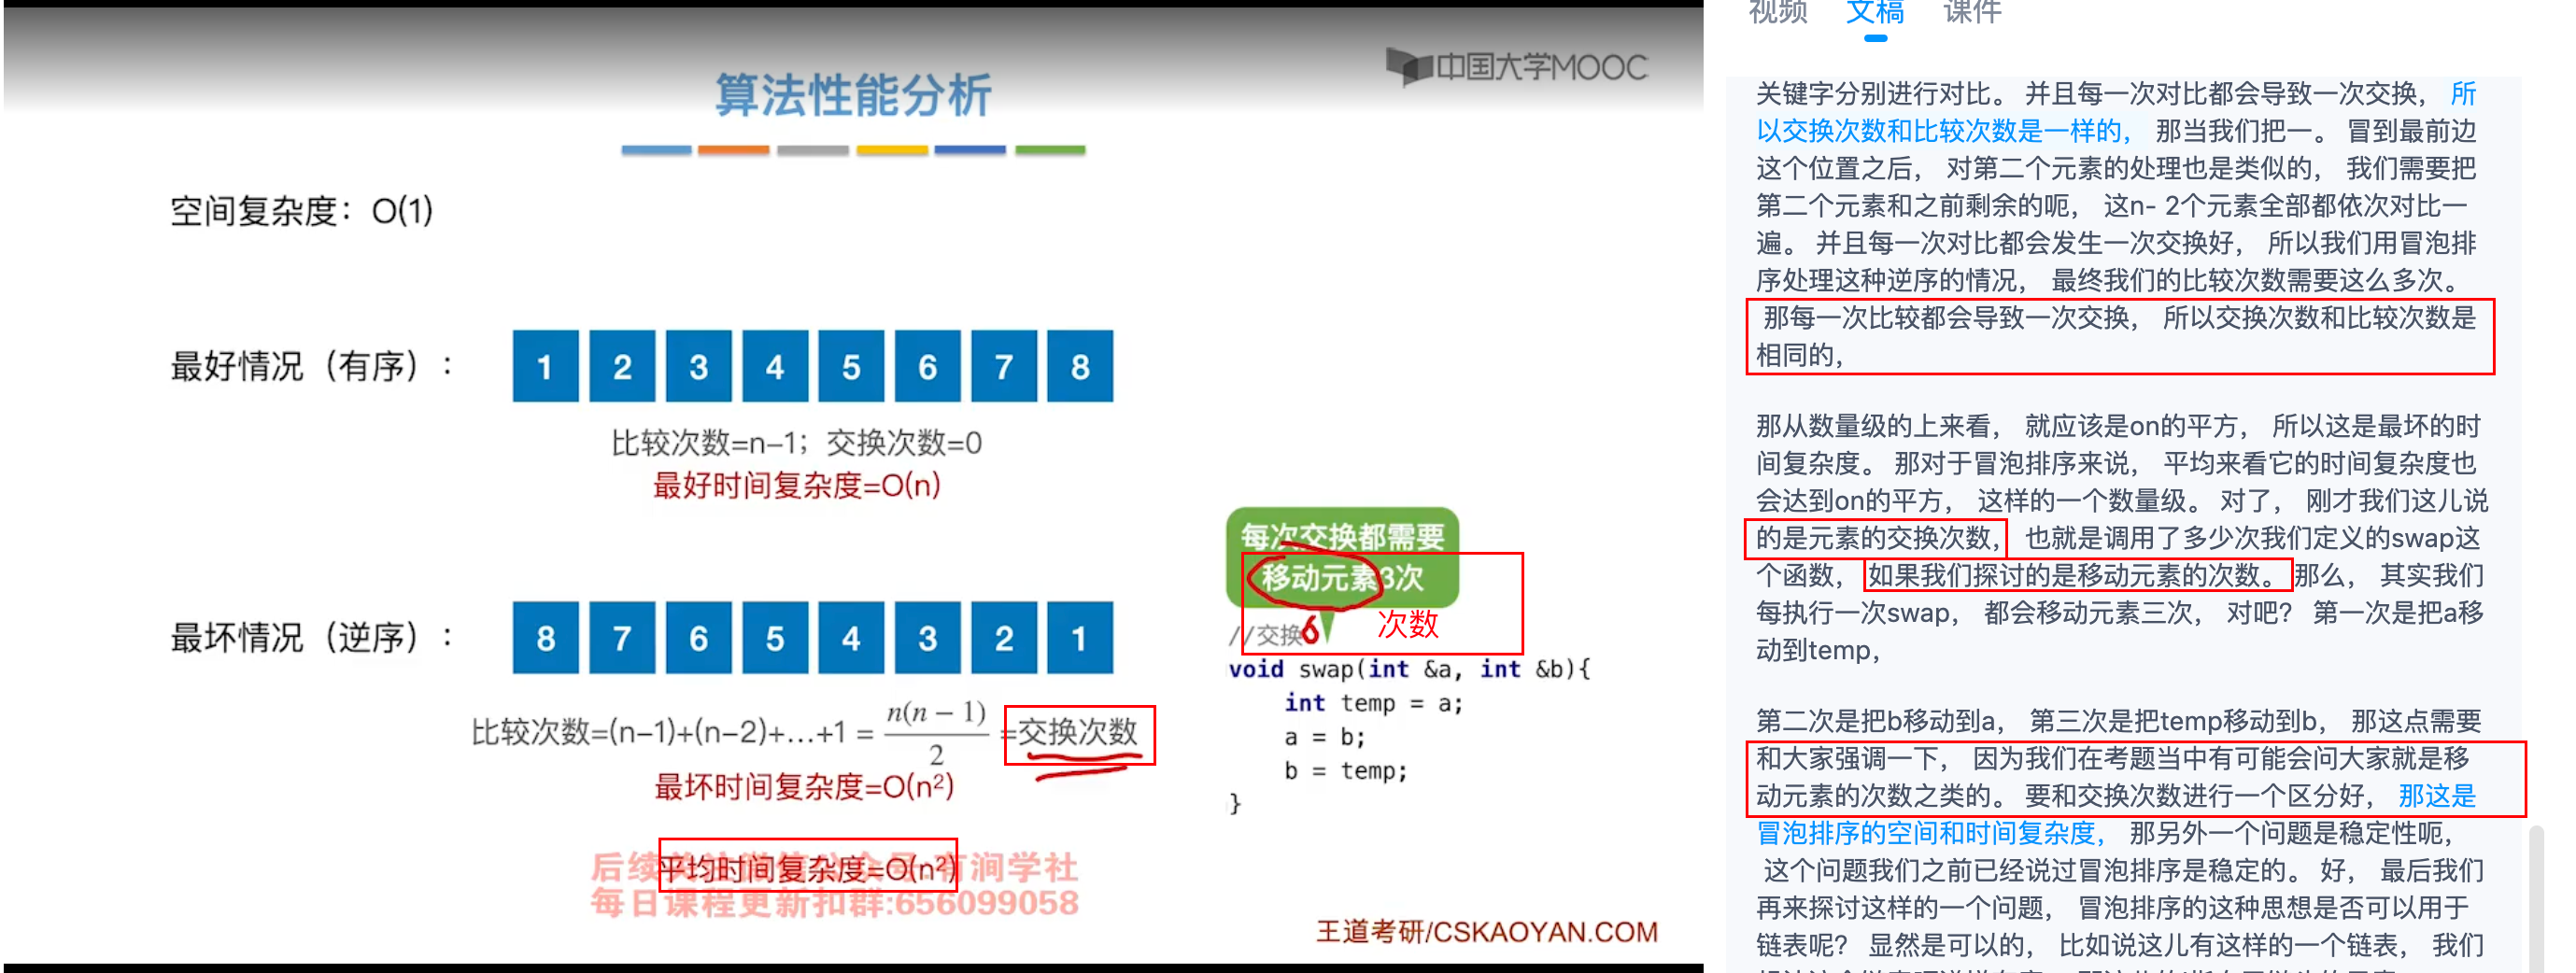 中国大学MOOC
算法性能分析
空间复杂度：O(1)
最好情况（有序）：
1 2 3 4 5 6 7 8
比较次数=n-1；交换次数=0
最好时间复杂度=O(n)
每次交换都需要
移动元素3次
次数
//交换
6
最坏情况（逆序）：
8 7 6 5 4 3 2 1
void swap(int &a, int &b){
int temp = a;
a = b;
b = temp;
}
比较次数=(n-1)+(n-2)+...+1 = n(n − 1)/2 =交换次数
最坏时间复杂度=O(n²)
平均时间复杂度=O(n²)
每日课程更新扣群:656099058
王道考研/CSKAOYAN.COM
视频 文稿 课件
关键字分别进行对比。 并且每一次对比都会导致一次交换， 所
以交换次数和比较次数是一样的， 那当我们把一。 冒到最前边
这个位置之后， 对第二个元素的处理也是类似的， 我们需要把
第二个元素和之前剩余的呃， 这n- 2个元素全部都依次对比一
遍。 并且每一次对比都会发生一次交换好， 所以我们用冒泡排
序处理这种逆序的情况， 最终我们的比较次数需要这么多次。
那每一次比较都会导致一次交换， 所以交换次数和比较次数是
相同的，
那从数量级的上来看， 就应该是on的平方， 所以这是最坏的时
间复杂度。 那对于冒泡排序来说， 平均来看它的时间复杂度也
会达到on的平方， 这样的一个数量级。 对了， 刚才我们这儿说
的是元素的交换次数， 也就是调用了多少次我们定义的swap这
个函数， 如果我们探讨的是移动元素的次数。 那么， 其实我们
每执行一次swap， 都会移动元素三次， 对吧？ 第一次是把a移
动到temp，
第二次是把b移动到a， 第三次是把temp移动到b， 那这点需要
和大家强调一下， 因为我们在考题当中有可能会问大家就是移
动元素的次数之类的。 要和交换次数进行一个区分好， 那这是
冒泡排序的空间和时间复杂度， 那另外一个问题是稳定性呃，
这个问题我们之前已经说过冒泡排序是稳定的。 好， 最后我们
再来探讨这样的一个问题， 冒泡排序的这种思想是否可以用于
链表呢？ 显然是可以的， 比如说这儿有这样的一个链表， 我们